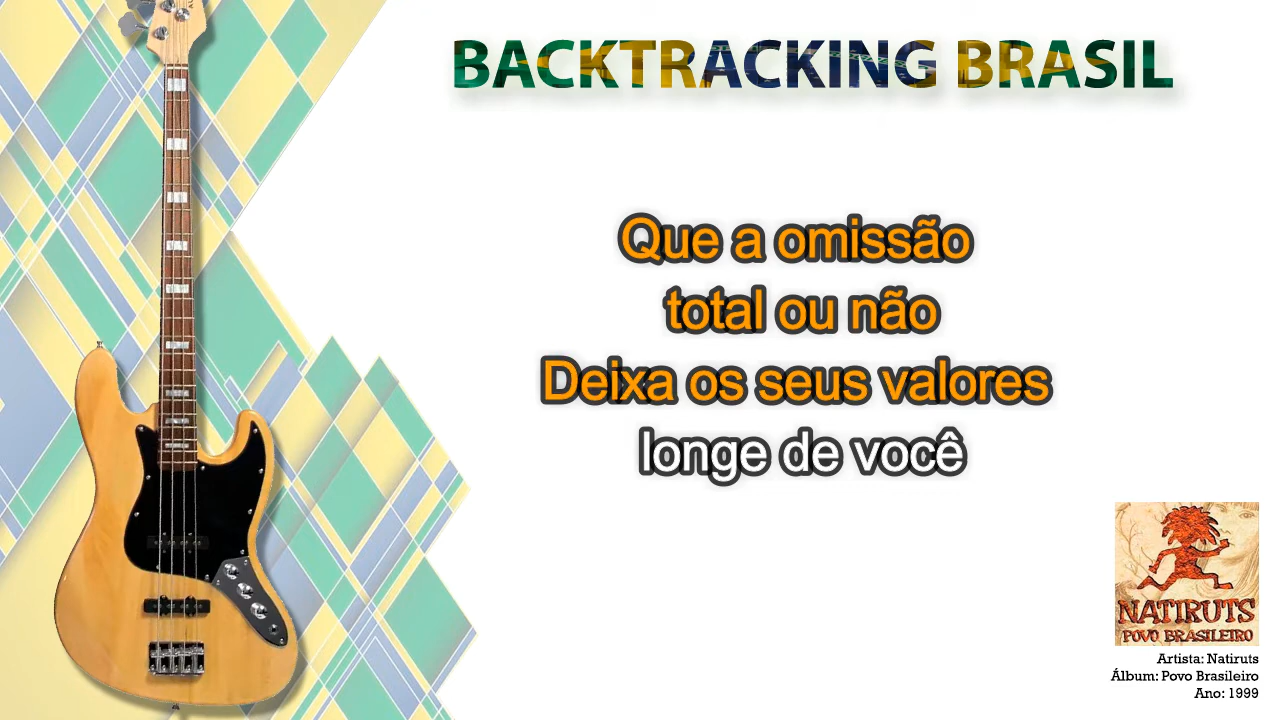 BACKTRACKING BRASIL
Que a omissão
total ou não
Deixa os seus valores
longe de você
NATIRUTS
POVO BRASILEIRO
Artista: Natiruts
Álbum: Povo Brasileiro
Ano: 1999